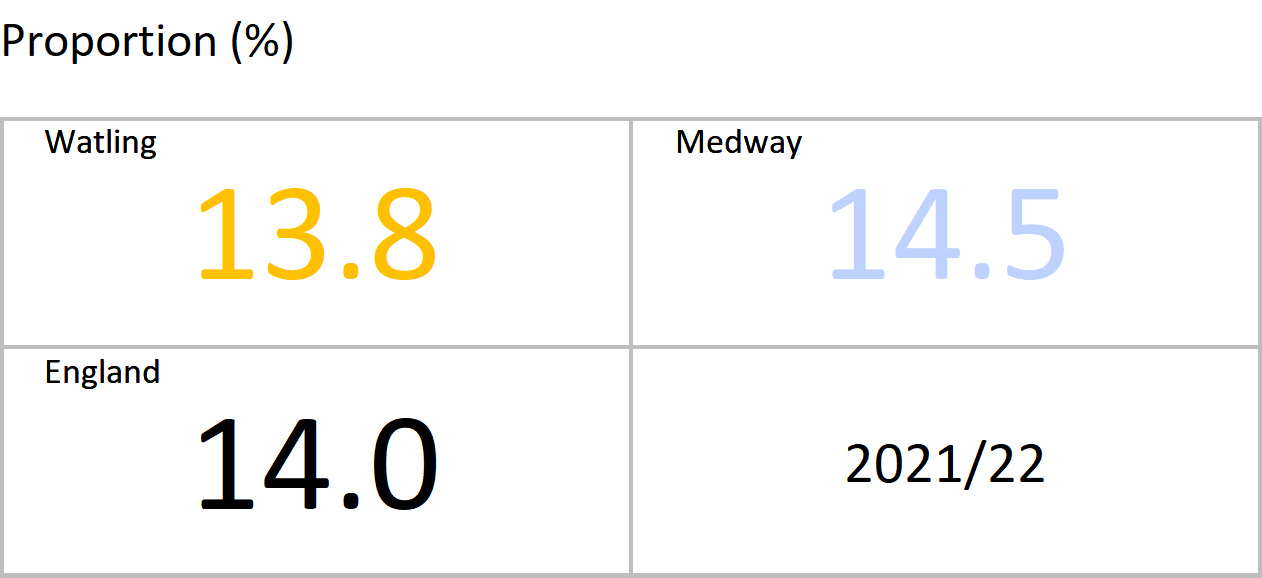 Proportion (%)
Watling
13.8
Medway
14.5
England
14.0
2021/22